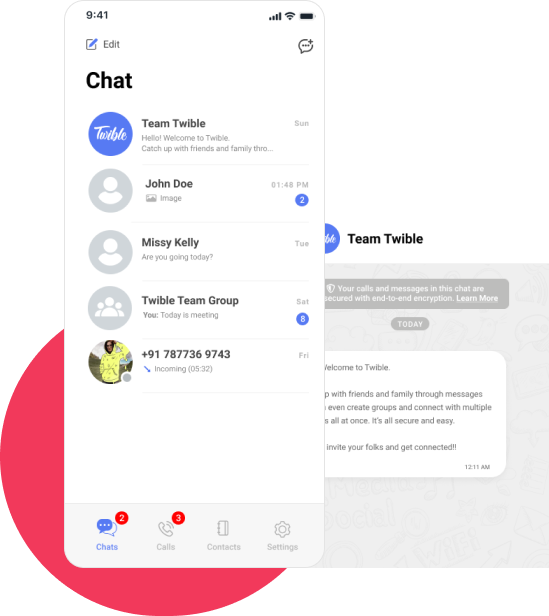 9:41
Edit
Chat
Twible
Team Twible
Sun
Hello! Welcome to Twible.
Catch up with friends and family thro...
John Doe
01:48 PM
Image
2
Missy Kelly
Tue
Are you going today?
Twible Team Group
Sat
You: Today is meeting
8
+91 787736 9743
Fri
Incoming (05:32)
2
3
Chats
Calls
Contacts
Settings
Team Twible
Your calls and messages in this chat are
secured with end-to-end encryption. Learn More
TODAY
Welcome to Twible.
with friends and family through messages
even create groups and connect with multiple
all at once. It's all secure and easy.
invite your folks and get connected!!
12:11 AM